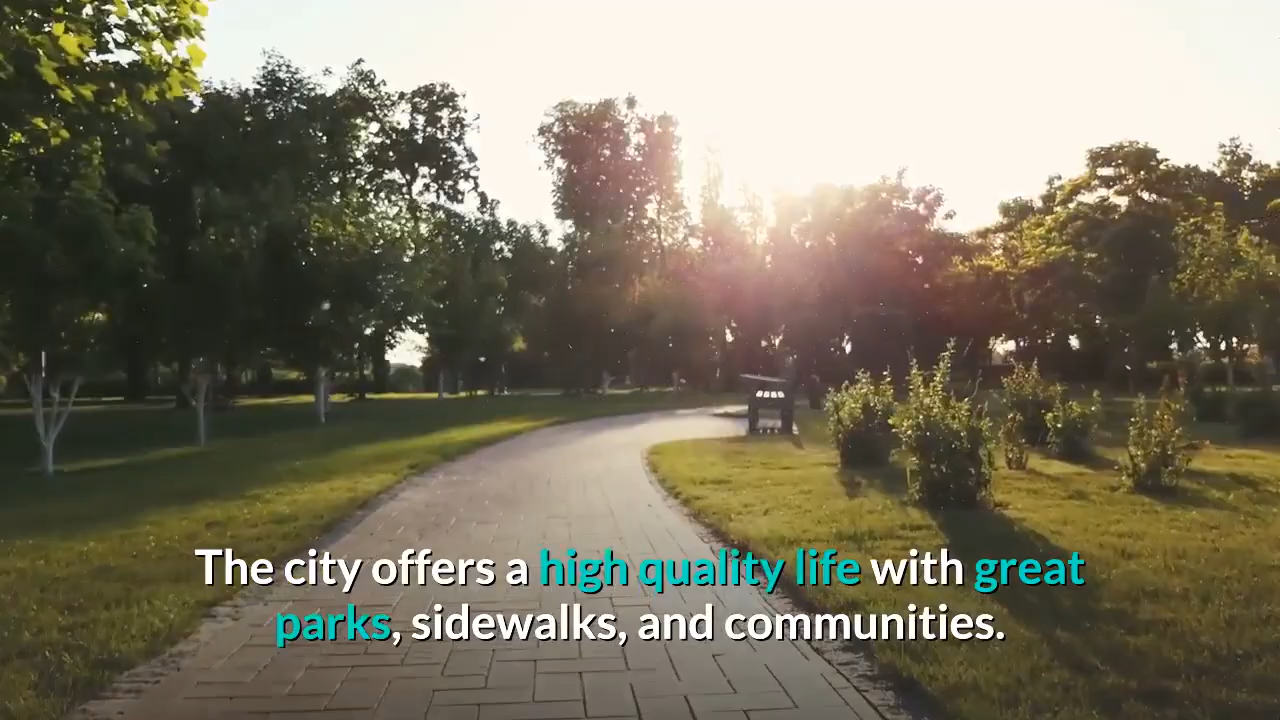 The city offers a high quality life with great
parks, sidewalks, and communities.